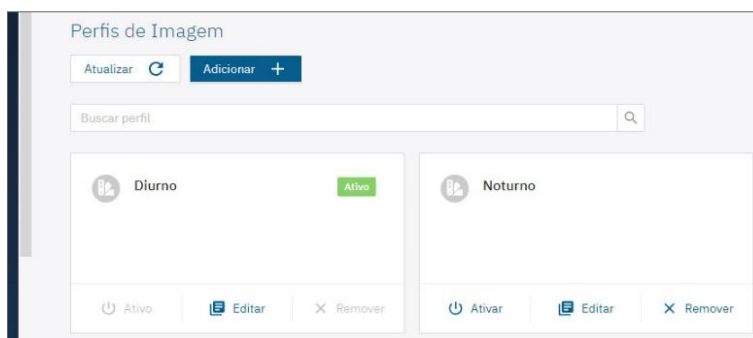 Perfis de Imagem
Atualizar
Adicionar
Buscar perfil
Diurno
Ativo
Noturno
Ativo
Editar
Remover
Ativar
Editar
Remover